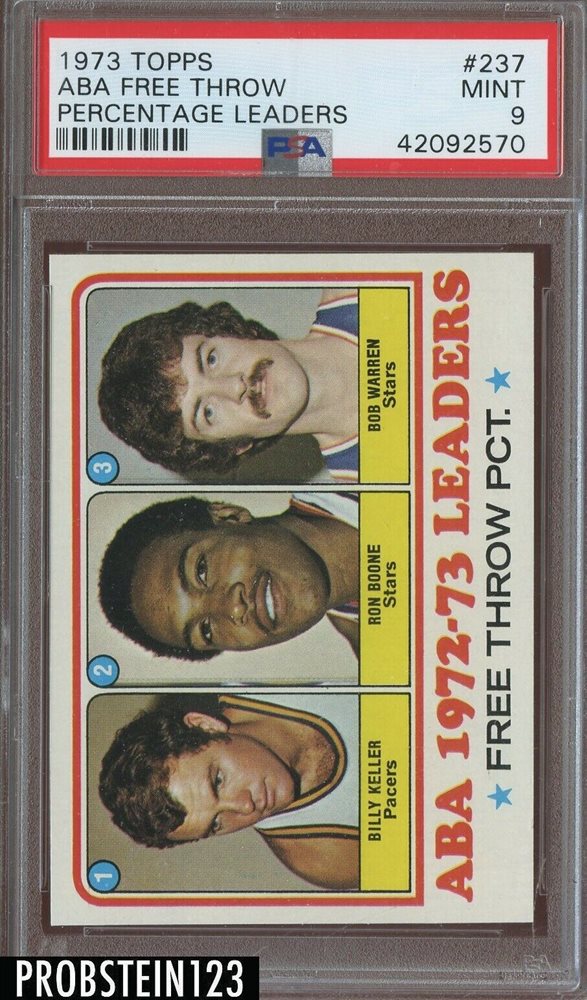 1973 TOPPS #237
ABA FREE THROW MINT
PERCENTAGE LEADERS 9
PSA 42092570
1
BILLY KELLER
Pacers
2
RON BOONE
Stars
3
BOB WARREN
Stars
ABA 1972-73 LEADERS
★ FREE THROW PCT. ★
PROBSTEIN123